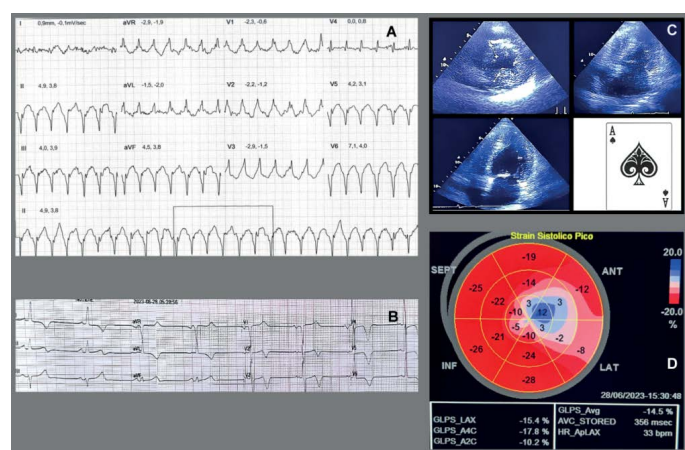 I 0,9mm, -0.1mV/sec aVR -2,9, -1,9 V1 -2,3, -0,8 V4 0,0, 0,8
A
II 4,9, 3,8 aVL -1,5, -2,0 V2 -2,2, -1,2 V5 4,2, 3,1
III 4,0, 3,9 aVF 4,5, 3,8 V3 -2,9, -1,5 V6 7,1, 4,0
II 4,9, 3,8
B
V1
V2
C
A
A
Strain Sistolico Pico
SEPT
ANT
INF
LAT
-19
-25
-14
-12
-22
3
3
-10
12
-5
3
-2
-21
-10
-8
-26
-24
-28
20.0
-20.0
%
D
28/06/2023-15:30:48
GLPS_LAX -15.4 %
GLPS_A4C -17.8 %
GLPS_A2C -10.2 %
GLPS_Avg -14.5 %
AVC_STORED 356 msec
HR_ApLAX 33 bpm